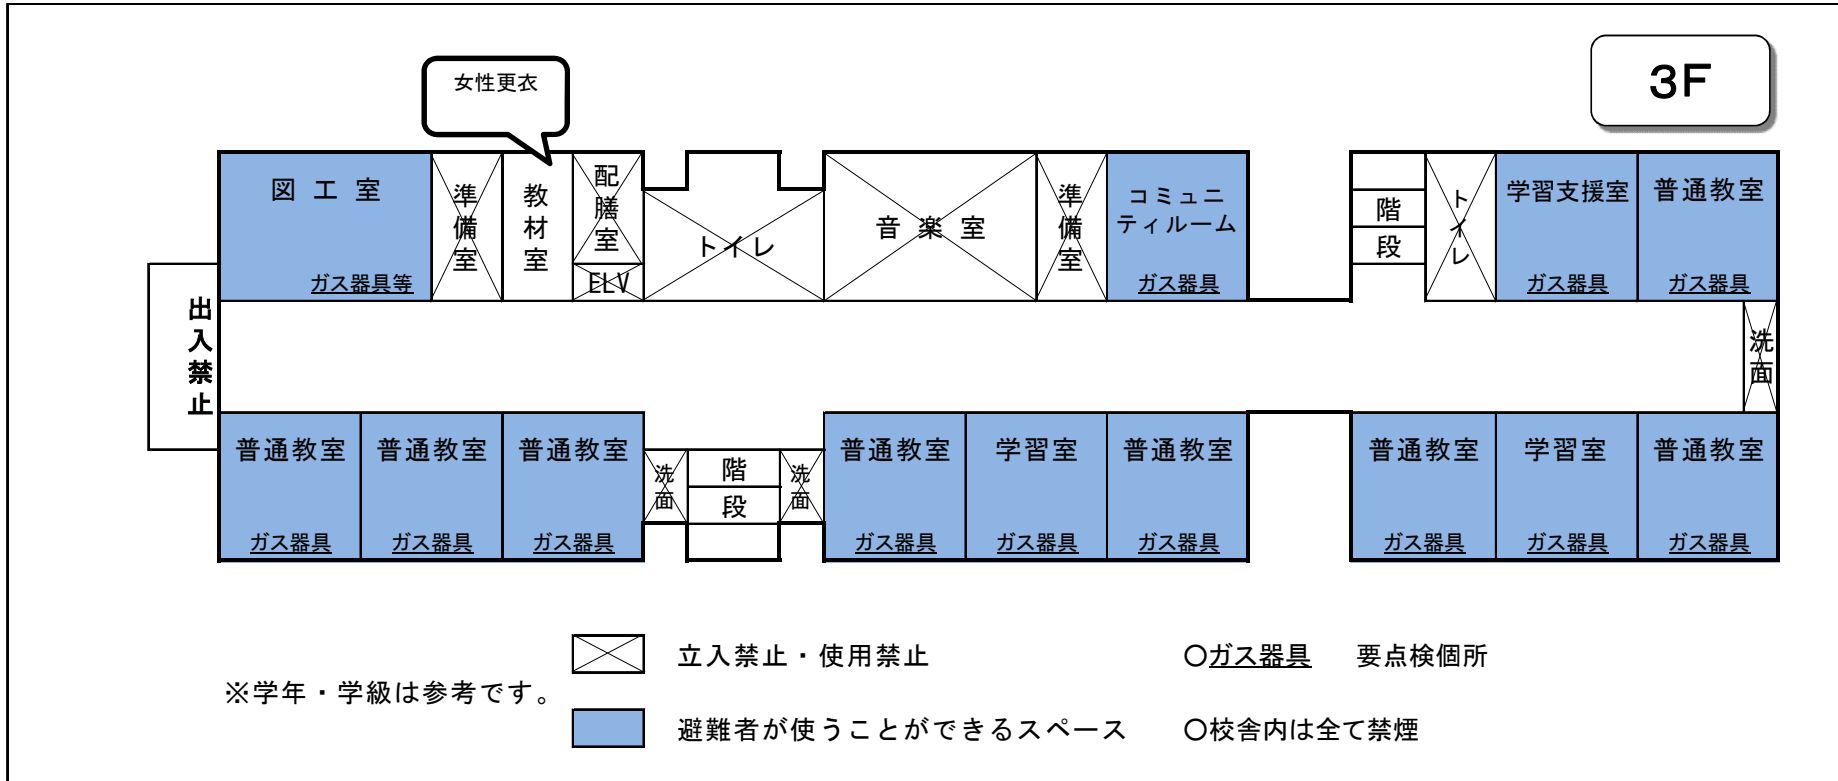 3F
女性更衣
図工室
ガス器具等
準備室
教材室
配膳室
ELV
トイレ
音楽室
準備室
コミュニ
ティルーム
ガス器具
階
段
トイレ
学習支援室
ガス器具
普通教室
ガス器具
出入禁止
洗面
普通教室
ガス器具
普通教室
ガス器具
普通教室
ガス器具
洗面
階
段
洗面
普通教室
ガス器具
学習室
ガス器具
普通教室
ガス器具
普通教室
ガス器具
学習室
ガス器具
普通教室
ガス器具
※学年・学級は参考です。
立入禁止・使用禁止
避難者が使うことができるスペース
○ガス器具 要点検個所
○校舎内は全て禁煙